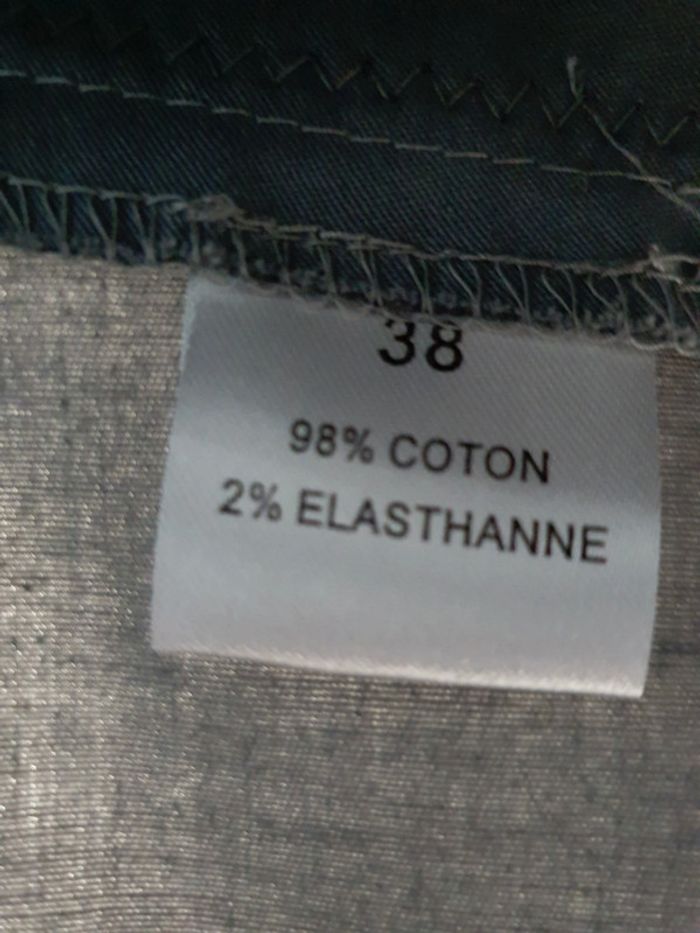 38
98% COTON
2% ELASTHANNE